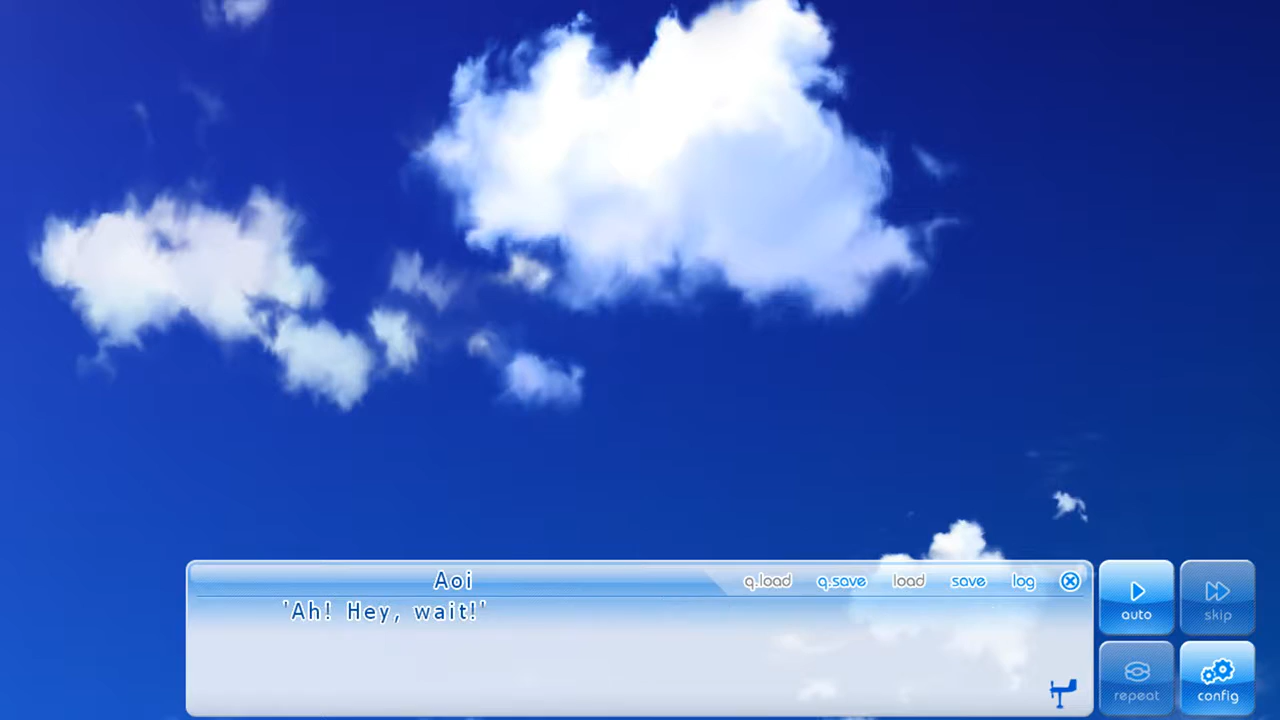 Aoi
q.load q.save load save log
'Ah! Hey, wait!'
auto skip
repeat config